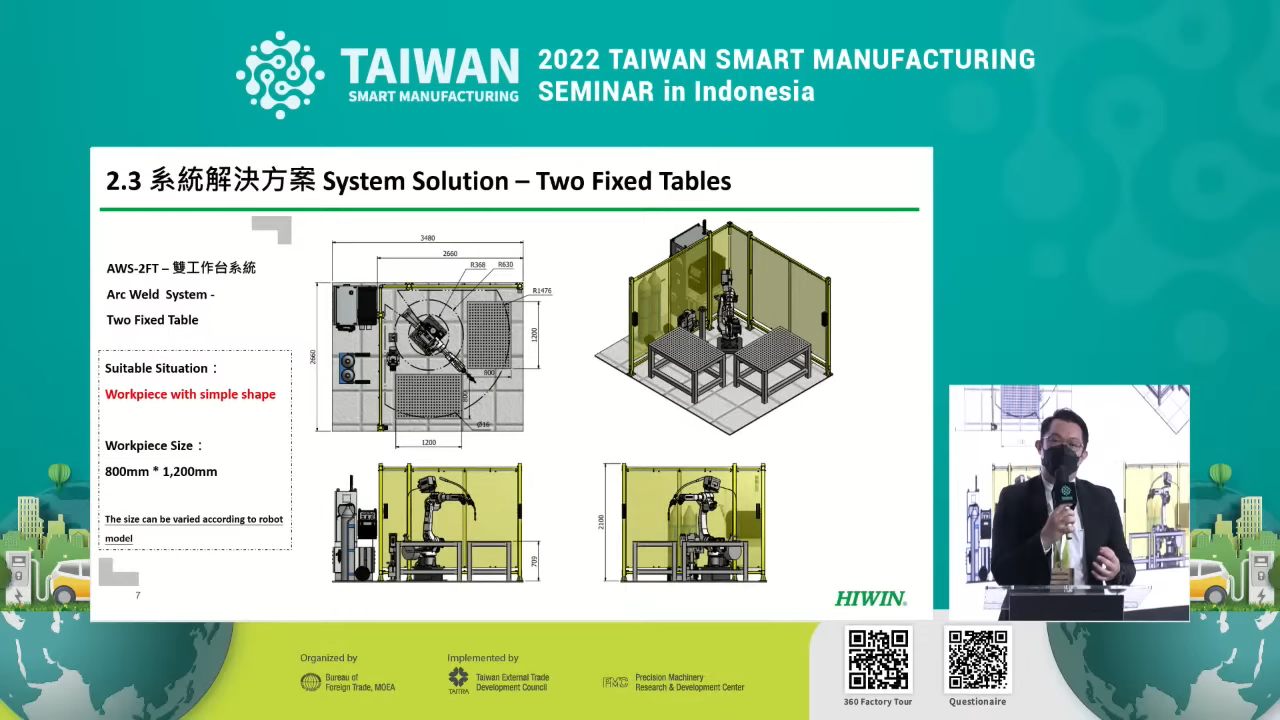 TAIWAN
SMART MANUFACTURING
2022 TAIWAN SMART MANUFACTURING
SEMINAR in Indonesia
2.3 系統解決方案 System Solution – Two Fixed Tables
AWS-2FT – 雙工作台系統
Arc Weld System -
Two Fixed Table
Suitable Situation：
Workpiece with simple shape
Workpiece Size：
800mm * 1,200mm
The size can be varied according to robot
model
3480
2660
R368
R630
R1476
2660
1200
800
Ø16
1200
709
2100
7
HIWIN
Organized by
Bureau of
Foreign Trade, MOEA
Implemented by
TAITRA
Taiwan External Trade
Development Council
PMC
Precision Machinery
Research & Development Center
360 Factory Tour
Questionaire